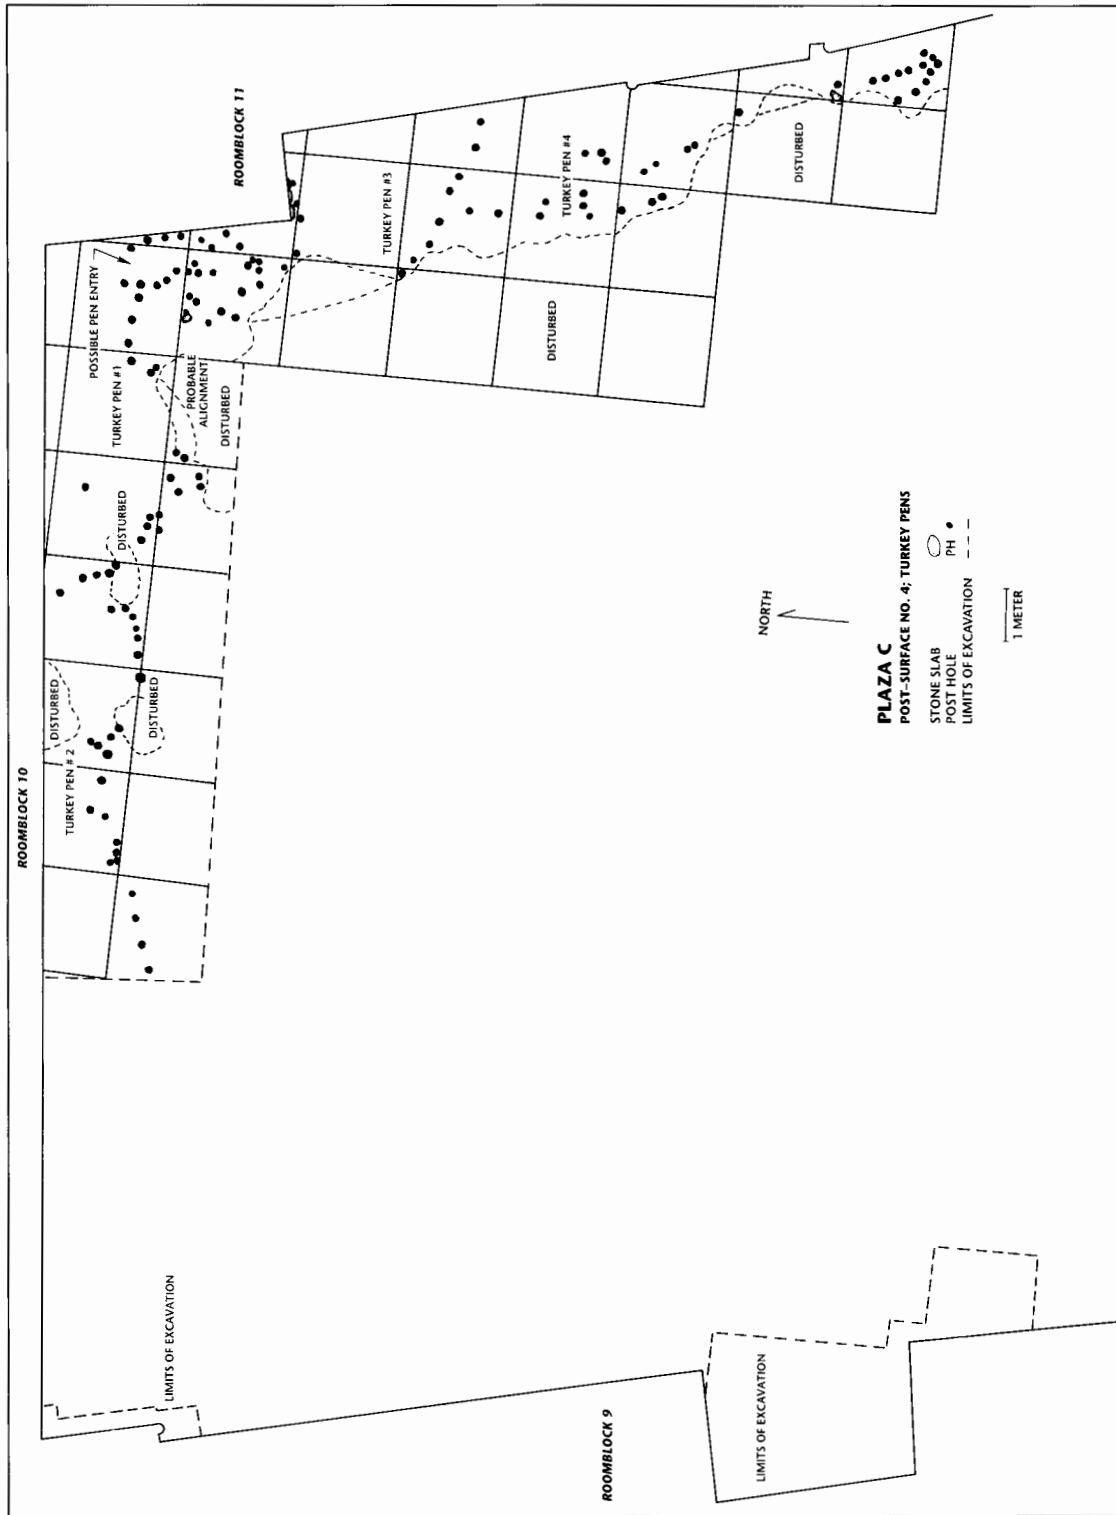 ROOMBLOCK 10
ROOMBLOCK 11
POSSIBLE PEN ENTRY
TURKEY PEN #1
PROBABLE
ALIGNMENT
DISTURBED
DISTURBED
DISTURBED
TURKEY PEN # 2
DISTURBED
TURKEY PEN #3
TURKEY PEN #4
DISTURBED
DISTURBED
LIMITS OF EXCAVATION
ROOMBLOCK 9
LIMITS OF EXCAVATION
NORTH
PLAZA C
POST-SURFACE NO. 4; TURKEY PENS
STONE SLAB
POST HOLE PH
LIMITS OF EXCAVATION
1 METER